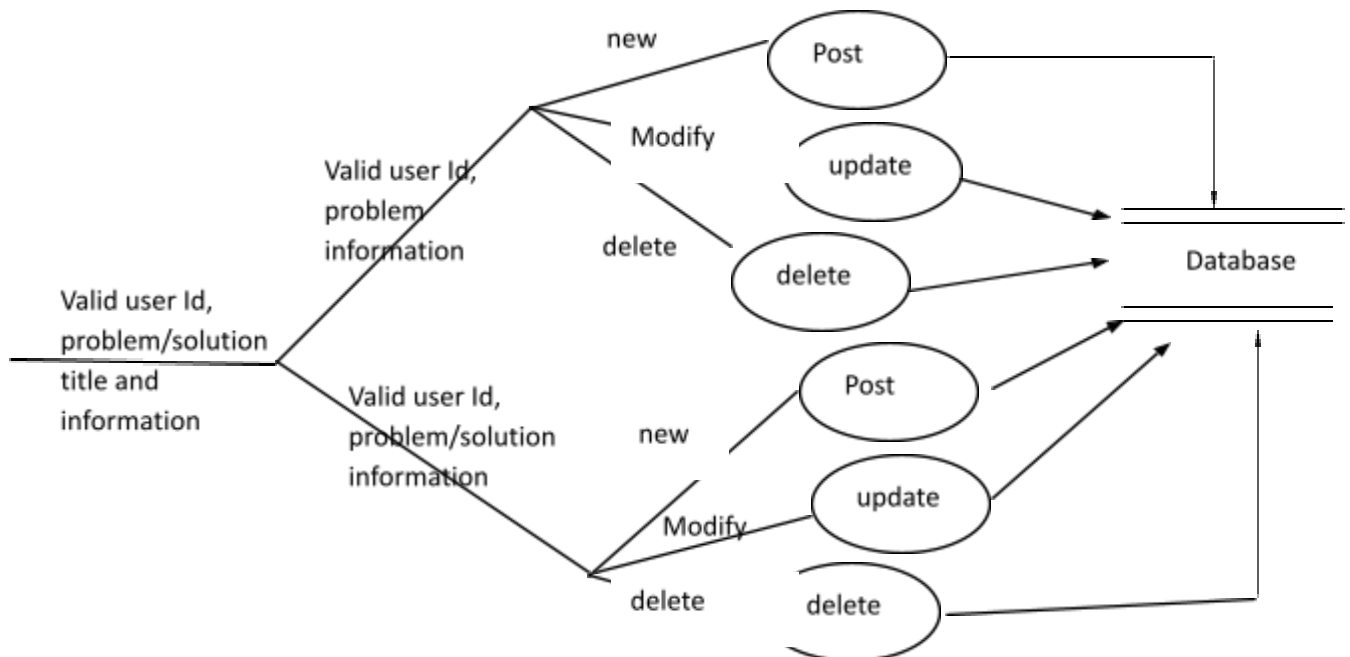 new
Post
Modify
update
Valid user Id,
problem
information
delete
delete
Database
Valid user Id,
problem/solution
title and
information
Valid user Id,
problem/solution
information
new
Post
Modify
update
delete
delete